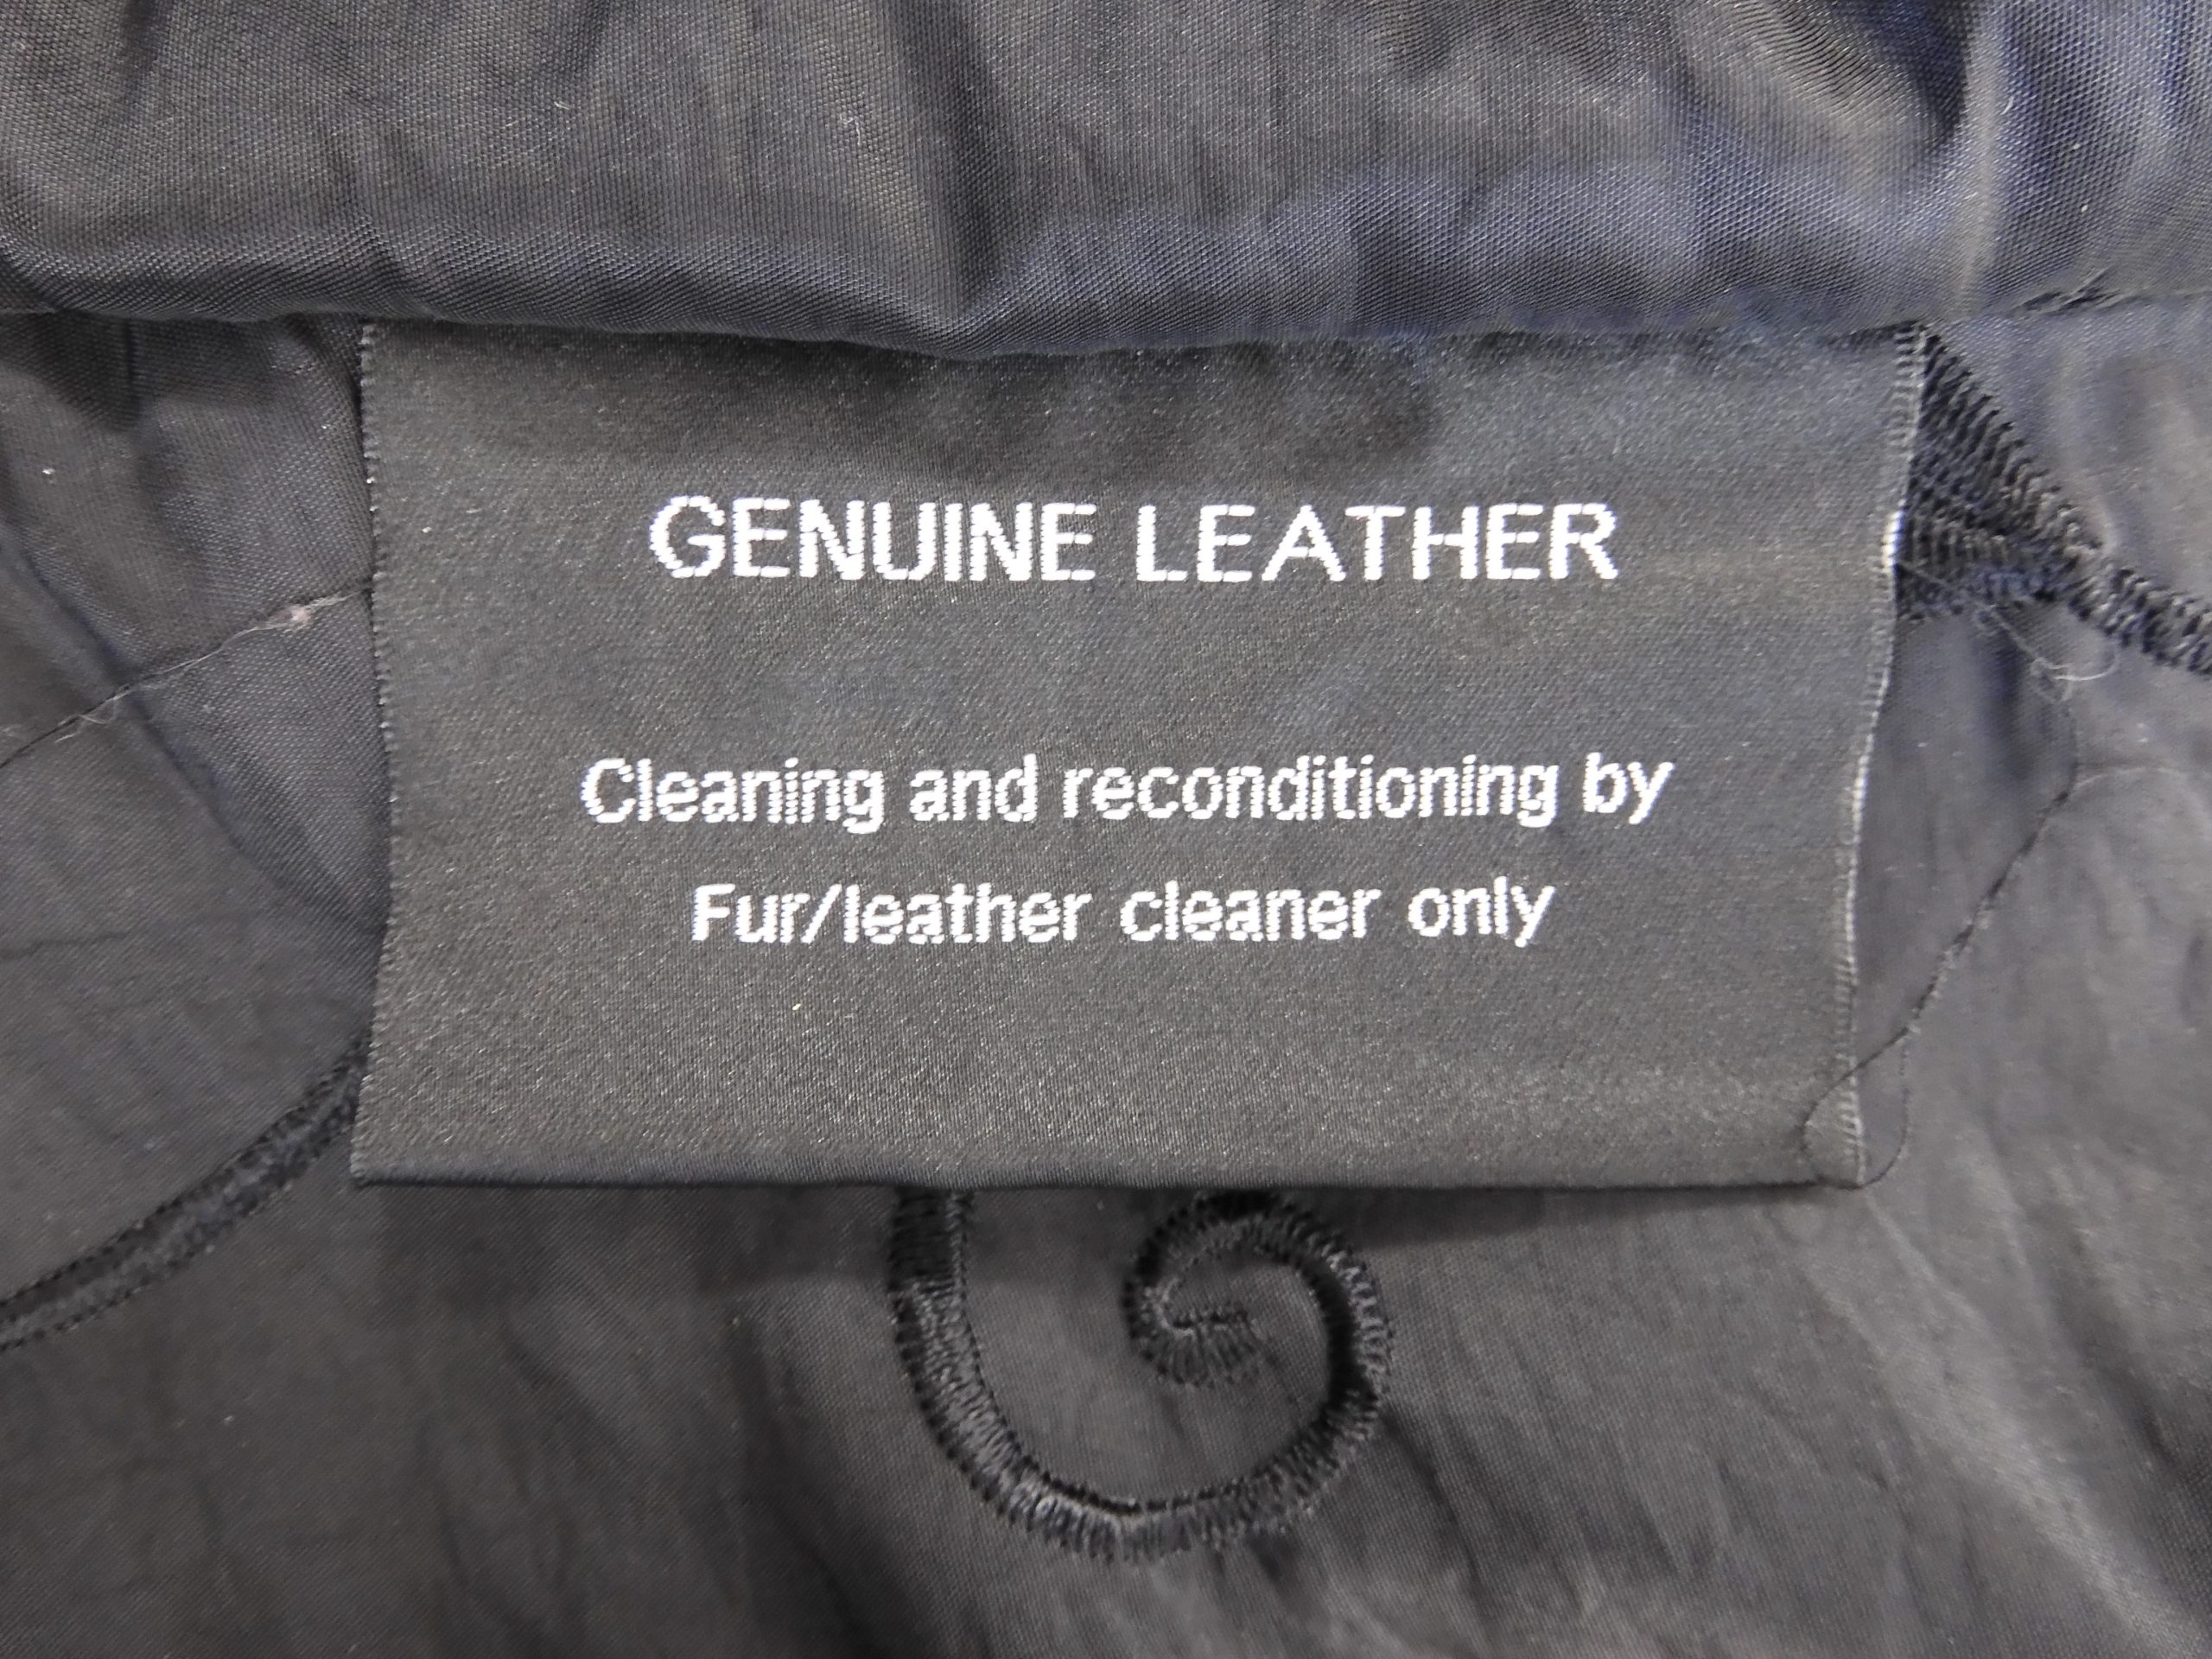 GENUINE LEATHER
Cleaning and reconditioning by
Fur/leather cleaner only